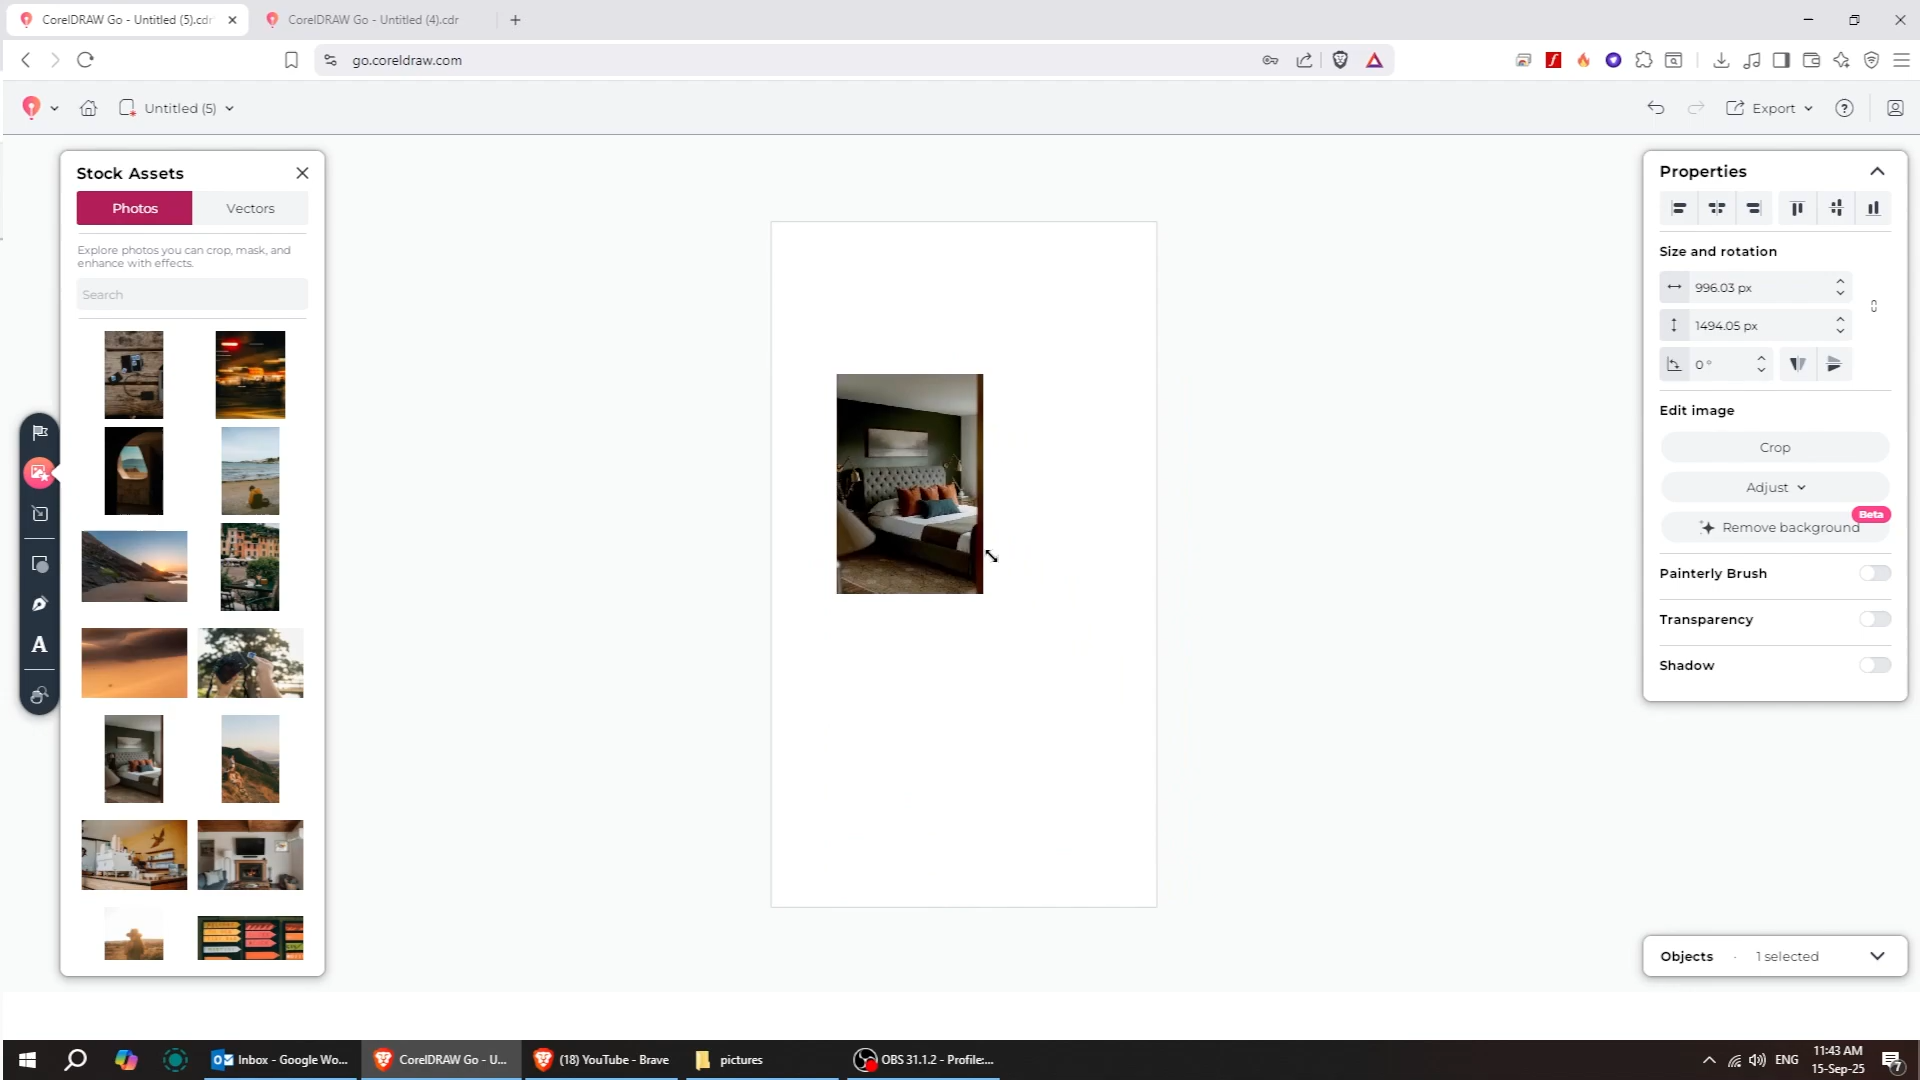 CorelDRAW Go - Untitled (5).cdr
CorelDRAW Go - Untitled (4).cdr
go.coreldraw.com
Untitled (5)
Export
Stock Assets
Photos
Vectors
Explore photos you can crop, mask, and
enhance with effects.
Search
Properties
Size and rotation
996.03 px
1494.05 px
0 °
Edit image
Crop
Adjust
Beta
Remove background
Painterly Brush
Transparency
Shadow
Objects · 1 selected
Inbox - Google Wo...
CorelDRAW Go - U...
(18) YouTube - Brave
pictures
OBS 31.1.2 - Profile:...
ENG
11:43 AM
15-Sep-25
7